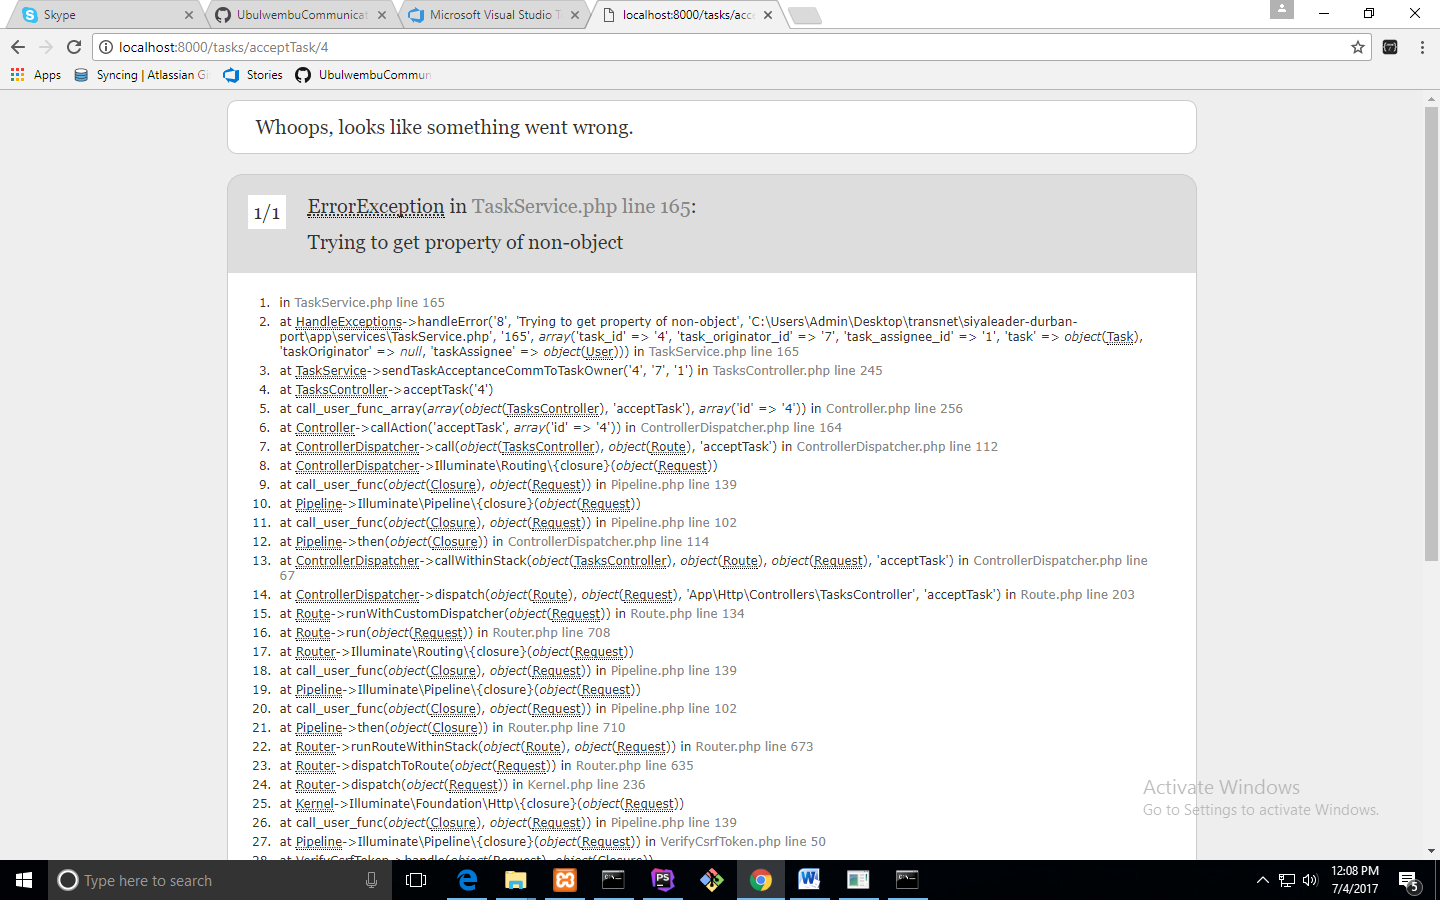 Skype
UbulwembuCommunicat
Microsoft Visual Studio T
localhost:8000/tasks/acce
localhost:8000/tasks/acceptTask/4
Apps
Syncing | Atlassian Gi
Stories
UbulwembuCommun
Whoops, looks like something went wrong.
1/1
ErrorException in TaskService.php line 165:
Trying to get property of non-object
1. in TaskService.php line 165
2. at HandleExceptions->handleError('8', 'Trying to get property of non-object', 'C:\Users\Admin\Desktop\transnet\siyaleader-durban-
port\app\services\TaskService.php', '165', array('task_id' => '4', 'task_originator_id' => '7', 'task_assignee_id' => '1', 'task' => object(Task),
'taskOriginator' => null, 'taskAssignee' => object(User))) in TaskService.php line 165
3. at TaskService->sendTaskAcceptanceCommToTaskOwner('4', '7', '1') in TasksController.php line 245
4. at TasksController->acceptTask('4')
5. at call_user_func_array(array(object(TasksController), 'acceptTask'), array('id' => '4')) in Controller.php line 256
6. at Controller->callAction('acceptTask', array('id' => '4')) in ControllerDispatcher.php line 164
7. at ControllerDispatcher->call(object(TasksController), object(Route), 'acceptTask') in ControllerDispatcher.php line 112
8. at ControllerDispatcher->Illuminate\Routing\{closure}(object(Request))
9. at call_user_func(object(Closure), object(Request)) in Pipeline.php line 139
10. at Pipeline->Illuminate\Pipeline\{closure}(object(Request))
11. at call_user_func(object(Closure), object(Request)) in Pipeline.php line 102
12. at Pipeline->then(object(Closure)) in ControllerDispatcher.php line 114
13. at ControllerDispatcher->callWithinStack(object(TasksController), object(Route), object(Request), 'acceptTask') in ControllerDispatcher.php line
67
14. at ControllerDispatcher->dispatch(object(Route), object(Request), 'App\Http\Controllers\TasksController', 'acceptTask') in Route.php line 203
15. at Route->runWithCustomDispatcher(object(Request)) in Route.php line 134
16. at Route->run(object(Request)) in Router.php line 708
17. at Router->Illuminate\Routing\{closure}(object(Request))
18. at call_user_func(object(Closure), object(Request)) in Pipeline.php line 139
19. at Pipeline->Illuminate\Pipeline\{closure}(object(Request))
20. at call_user_func(object(Closure), object(Request)) in Pipeline.php line 102
21. at Pipeline->then(object(Closure)) in Router.php line 710
22. at Router->runRouteWithinStack(object(Route), object(Request)) in Router.php line 673
23. at Router->dispatchToRoute(object(Request)) in Router.php line 635
24. at Router->dispatch(object(Request)) in Kernel.php line 236
25. at Kernel->Illuminate\Foundation\Http\{closure}(object(Request))
26. at call_user_func(object(Closure), object(Request)) in Pipeline.php line 139
27. at Pipeline->Illuminate\Pipeline\{closure}(object(Request)) in VerifyCsrfToken.php line 50
28. at VerifyCsrfToken->handle(object(Request), object(Closure))
Activate Windows
Go to Settings to activate Windows.
Type here to search
12:08 PM
7/4/2017
5